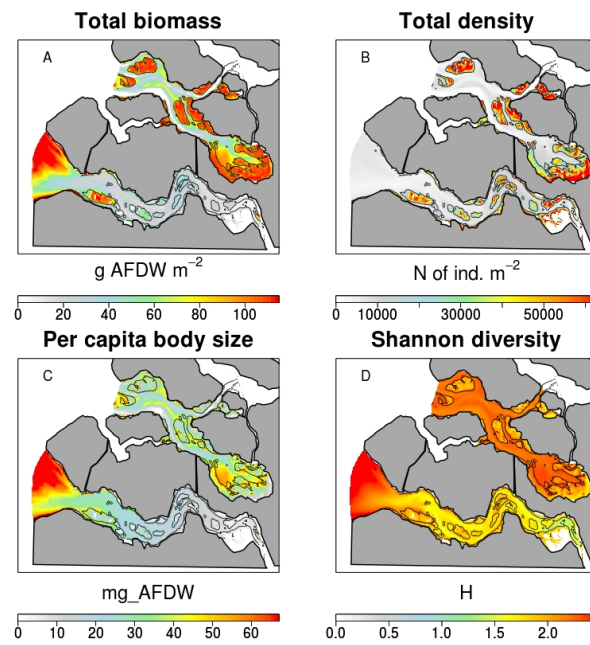 Total biomass
Total density
A
B
g AFDW m−2
N of ind. m−2
0 20 40 60 80 100
0 10000 30000 50000
Per capita body size
Shannon diversity
C
D
mg_AFDW
H
0 10 20 30 40 50 60
0.0 0.5 1.0 1.5 2.0